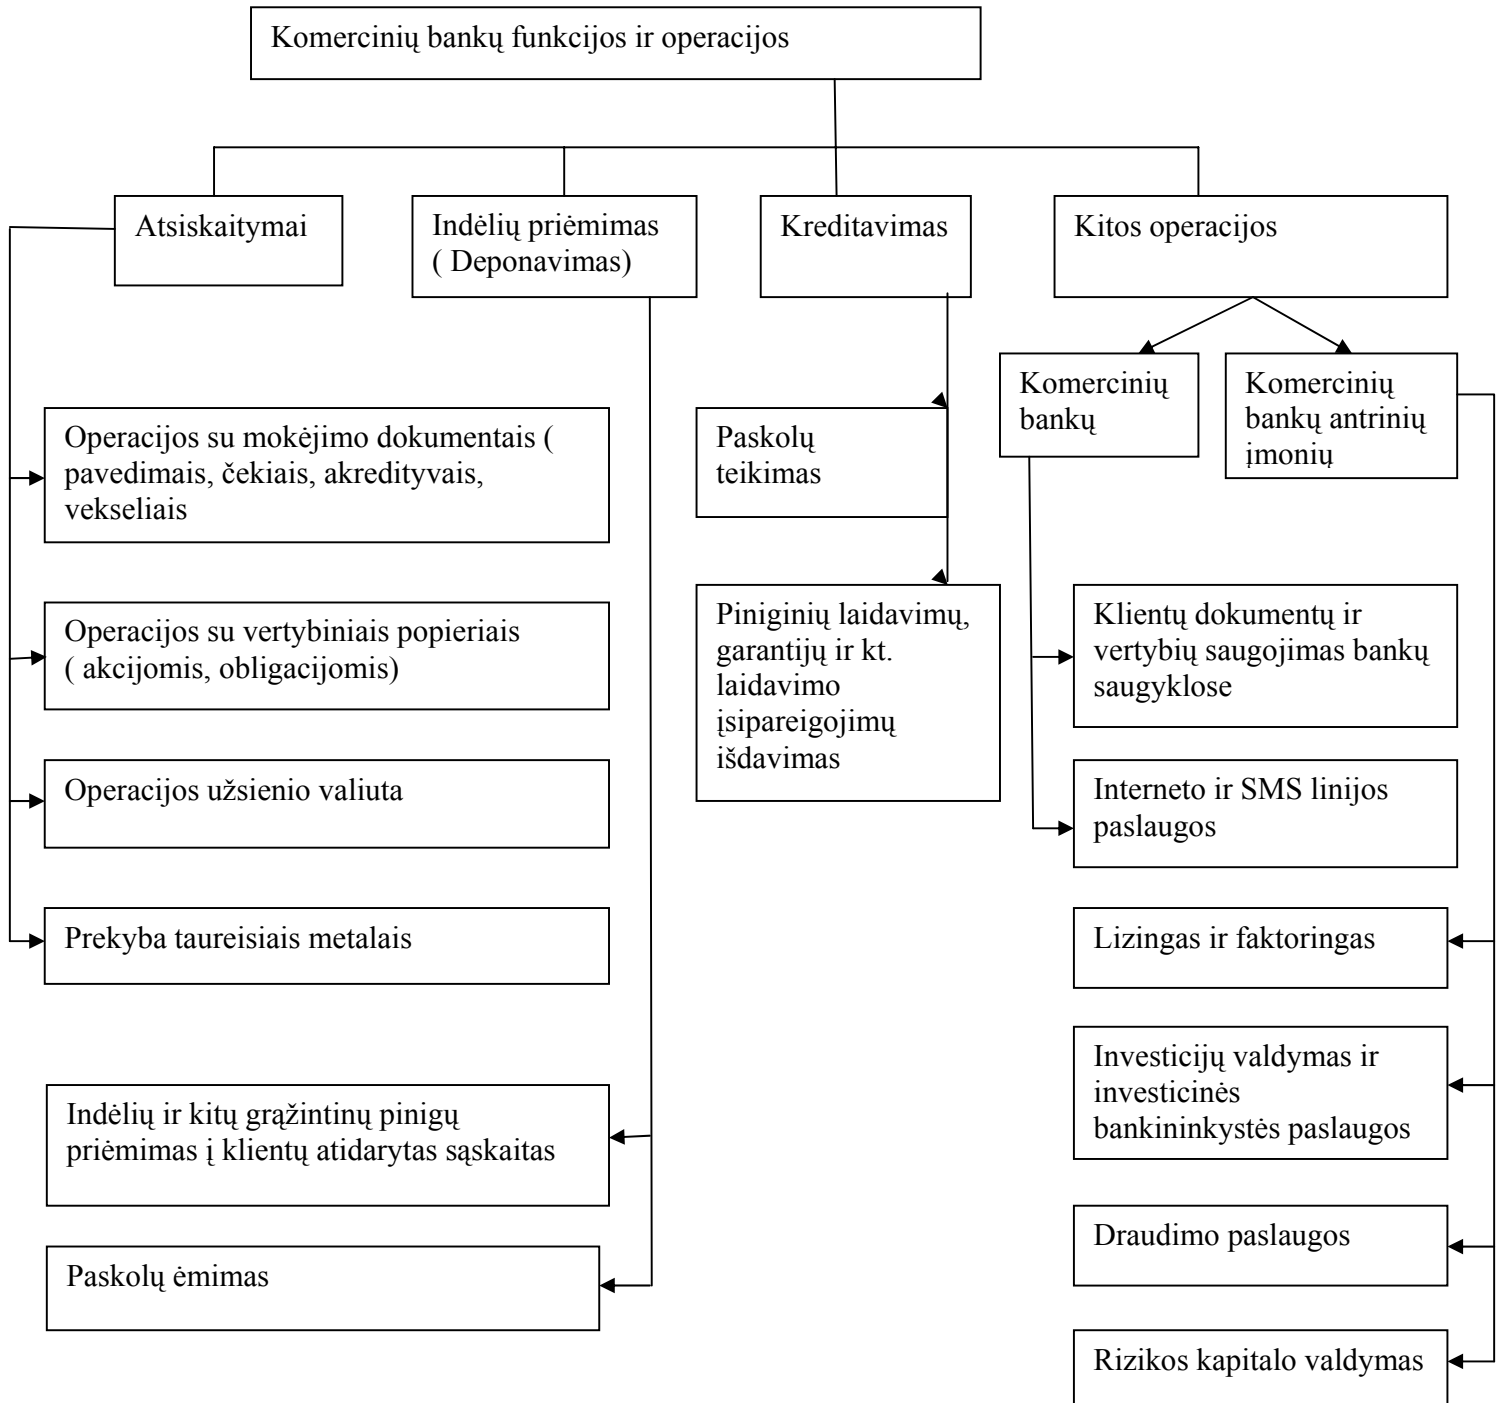 Komercinių bankų funkcijos ir operacijos
Atsiskaitymai
Indėlių priėmimas
( Deponavimas)
Kreditavimas
Kitos operacijos
Komercinių
bankų
Komercinių
bankų antrinių
įmonių
Operacijos su mokėjimo dokumentais (
pavedimais, čekiais, akredityvais,
vekseliais
Paskolų
teikimas
Operacijos su vertybiniais popieriais
( akcijomis, obligacijomis)
Piniginių laidavimų,
garantijų ir kt.
laidavimo
įsipareigojimų
išdavimas
Klientų dokumentų ir
vertybių saugojimas bankų
saugyklose
Operacijos užsienio valiuta
Interneto ir SMS linijos
paslaugos
Prekyba taureisiais metalais
Lizingas ir faktoringas
Indėlių ir kitų grąžintinų pinigų
priėmimas į klientų atidarytas sąskaitas
Investicijų valdymas ir
investicinės
bankininkystės paslaugos
Paskolų ėmimas
Draudimo paslaugos
Rizikos kapitalo valdymas